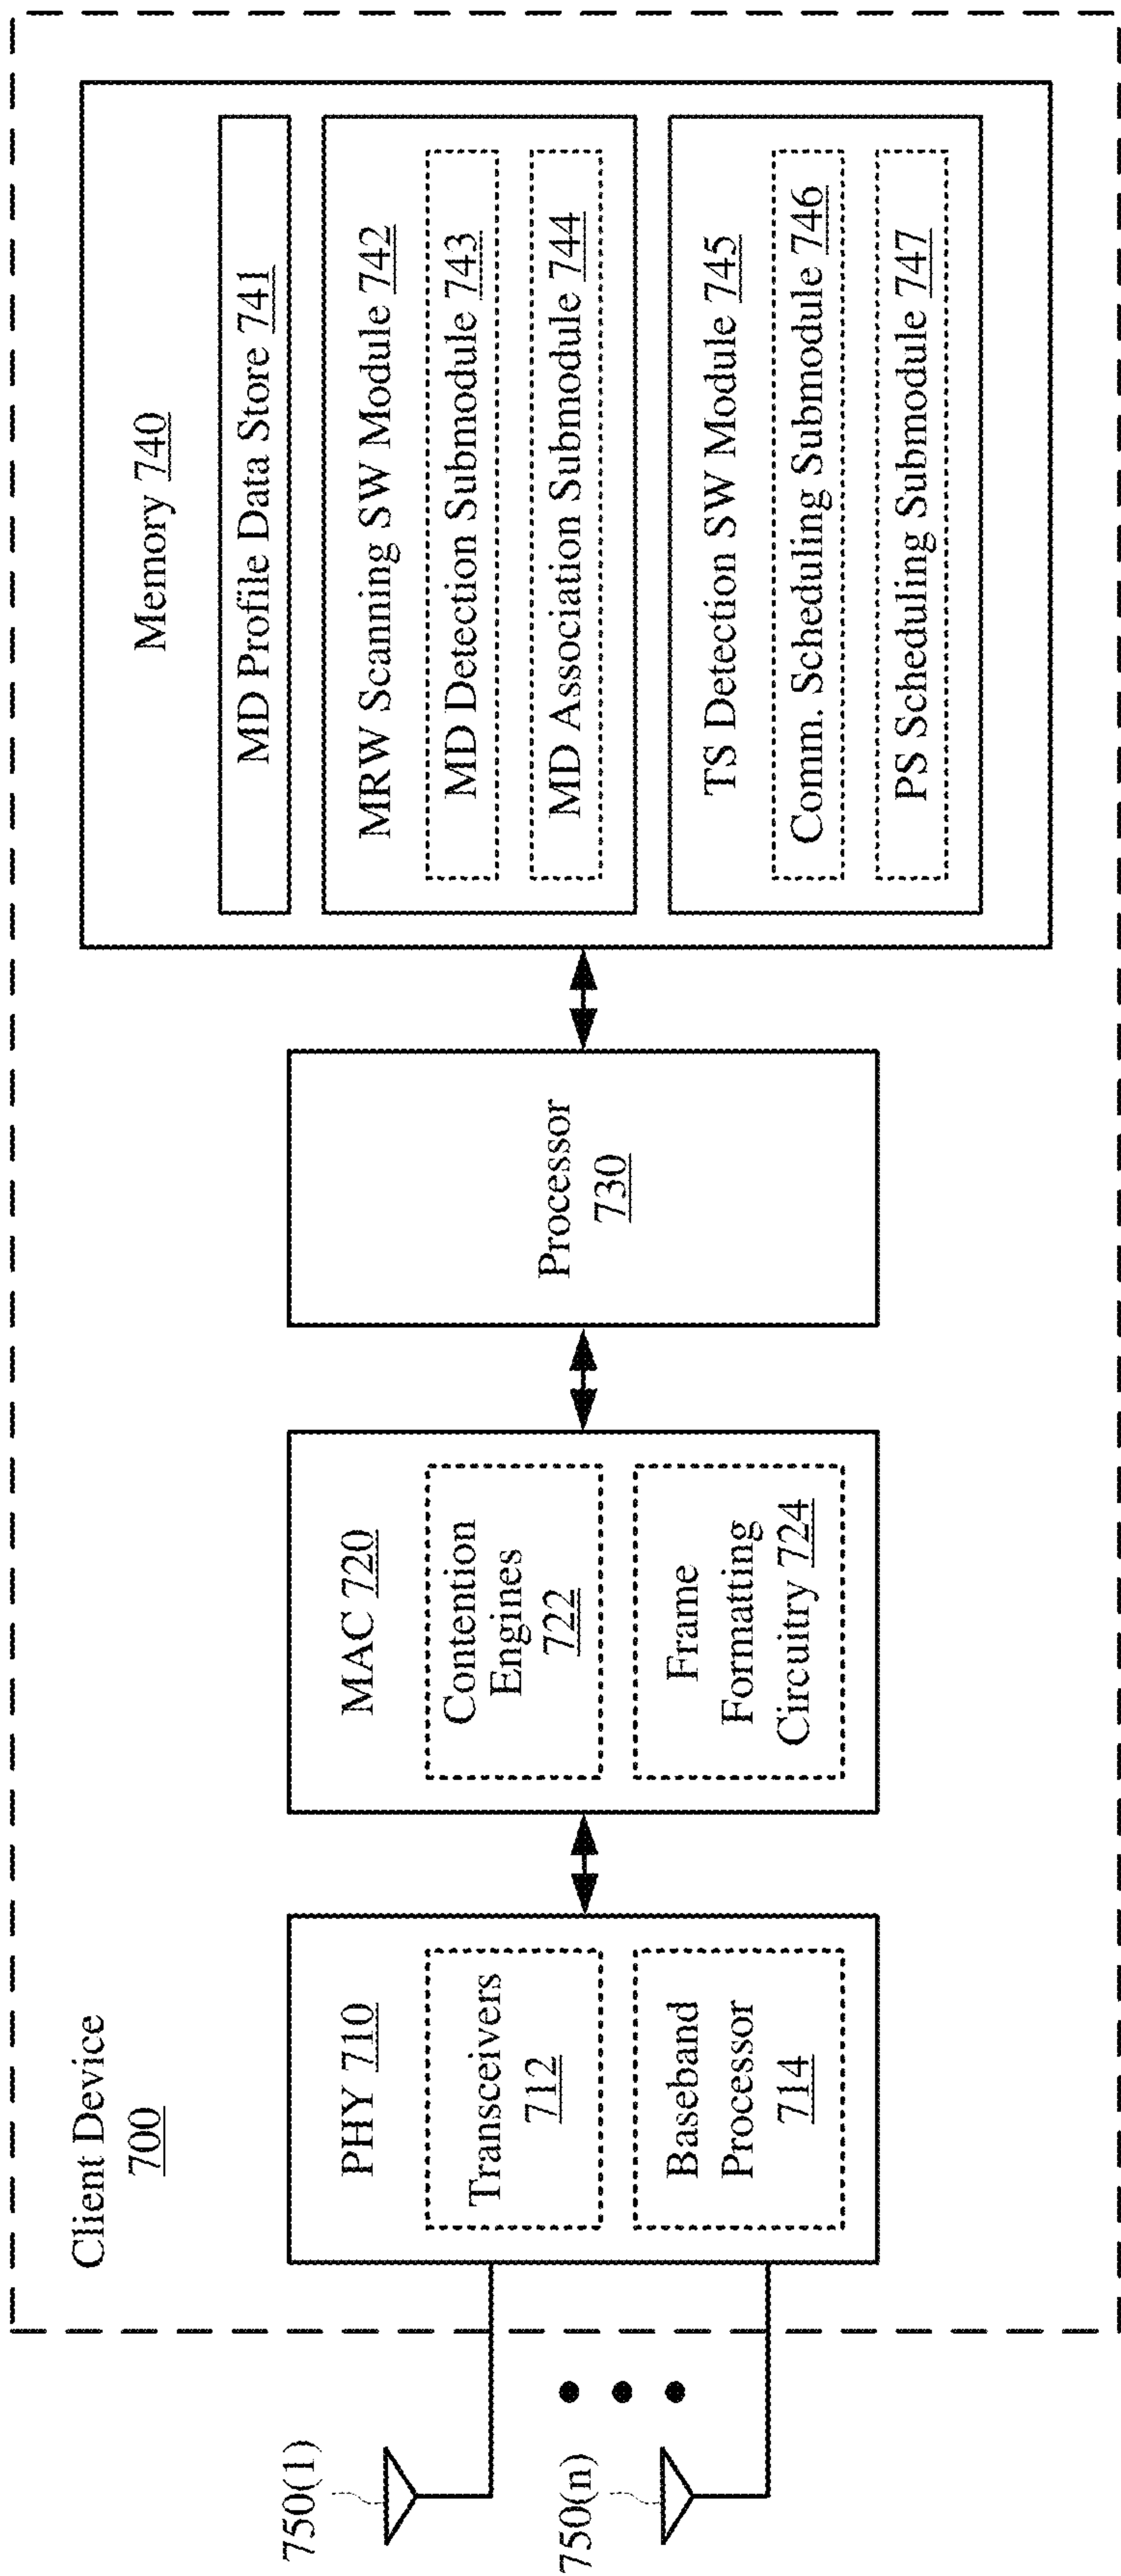 Client Device
700
750(1)
750(n)
PHY 710
Transceivers
712
Baseband
Processor
714
MAC 720
Contention
Engines
722
Frame
Formatting
Circuitry 724
Processor
730
Memory 740
MD Profile Data Store 741
MRW Scanning SW Module 742
MD Detection Submodule 743
MD Association Submodule 744
TS Detection SW Module 745
Comm. Scheduling Submodule 746
PS Scheduling Submodule 747